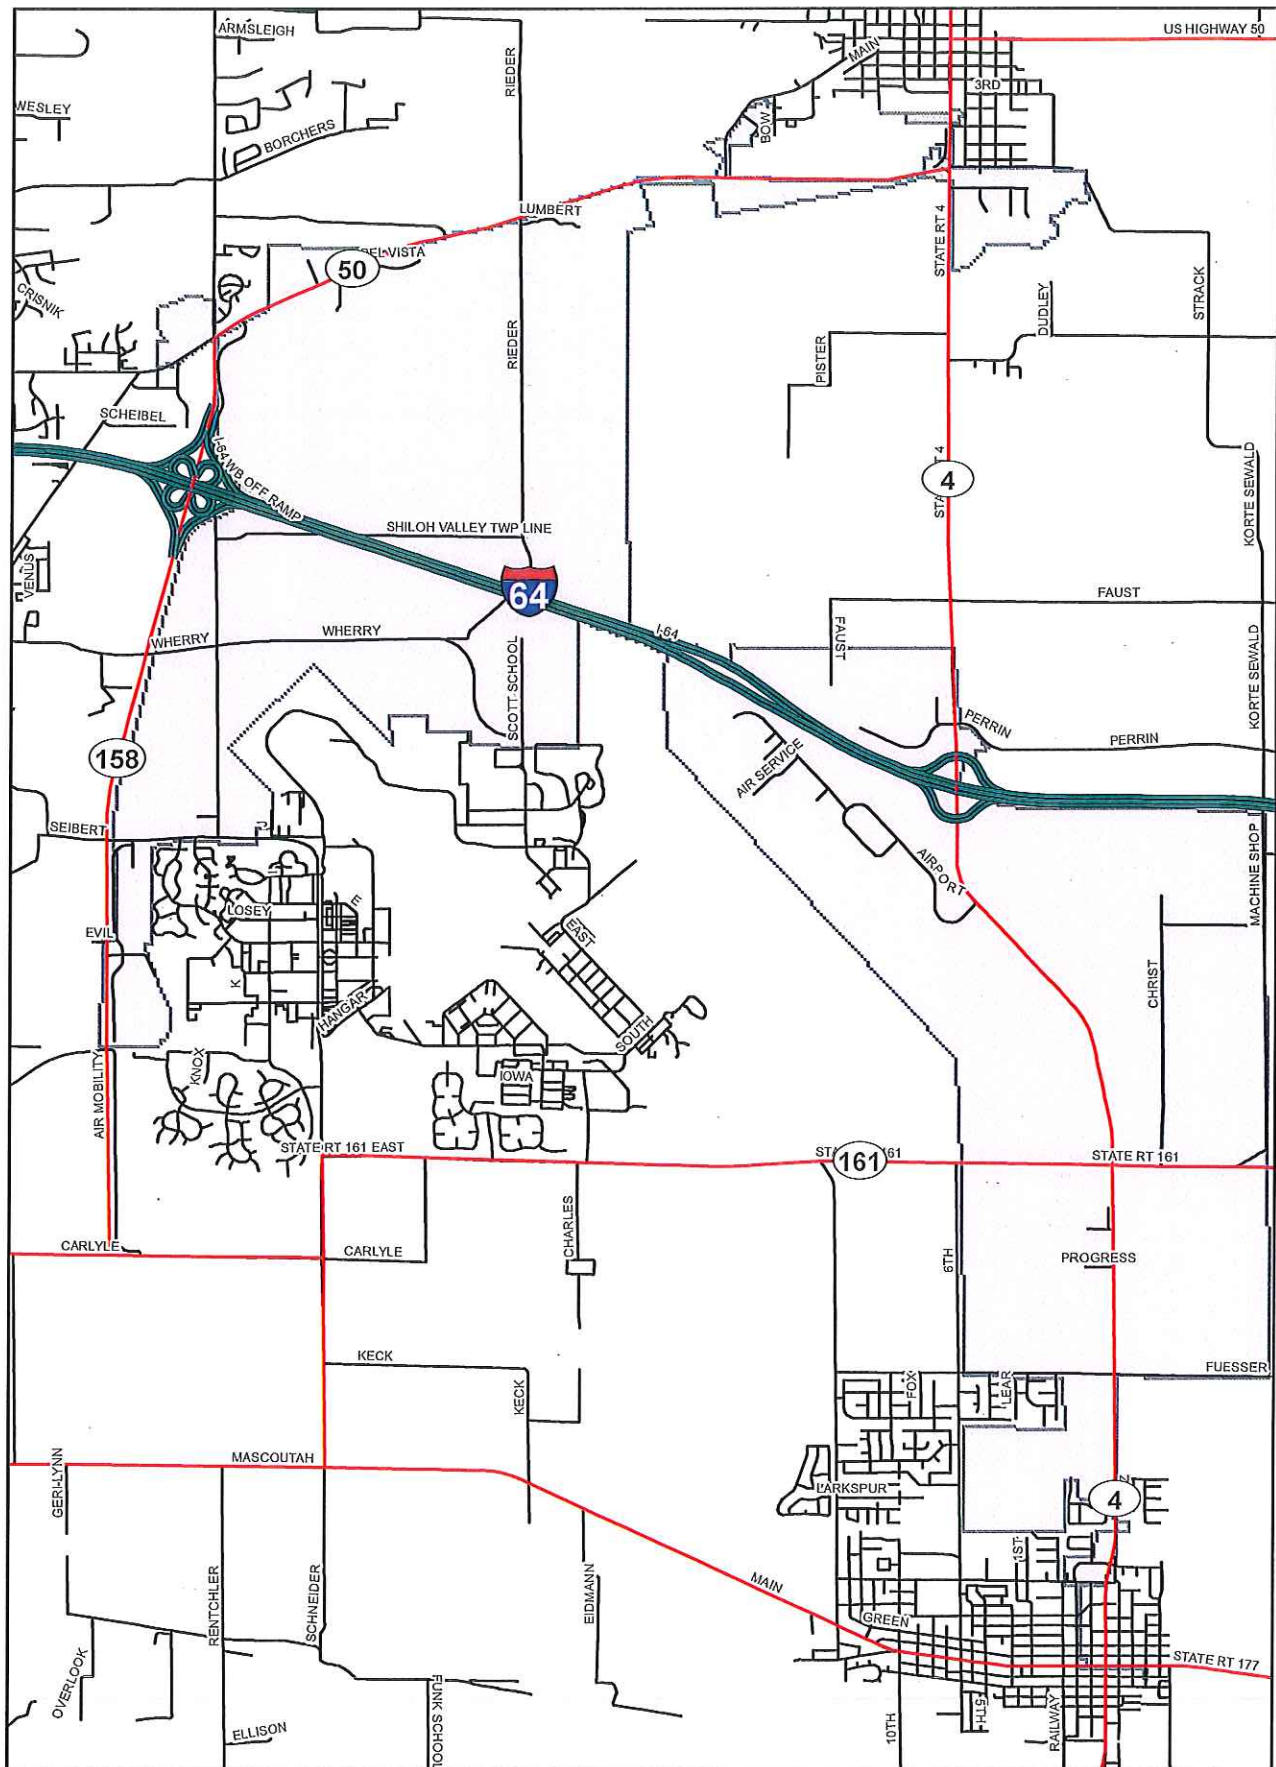 ARMSLEIGH
US HIGHWAY 50
MAIN
RIEDER
3RD
WESLEY
BORCHERS
BOW
LUMBERT
STATE RT 4
50
CRISNIK
STRACK
DUDLEY
RIEDER
PISTER
SCHEIBEL
I-64 WB OFF RAMP
4
KORTE SEWALD
SHILOH VALLEY TWP LINE
VENUS
64
FAUST
WHERRY
WHERRY
I-64
FAUST
SCOTT SCHOOL
KORTE SEWALD
PERRIN
PERRIN
158
AIR SERVICE
SEIBERT
J
AIRPORT
MACHINE SHOP
LOSEY
E
EVIL
EAST
K
CHRIST
HANGAR
SOUTH
KNOX
IOWA
AIR MOBILITY
STATE RT 161 EAST
161
STATE RT 161
CARLYLE
CARLYLE
CHARLES
6TH
PROGRESS
KECK
FUESSER
KECK
FOX
LEAR
MASCOUTAH
GERI-LYNN
LARKSPUR
4
1ST
MAIN
RENTCHLER
SCHNEIDER
EIDMANN
GREEN
STATE RT 177
OVERLOOK
FUNK SCHOOL
5TH
ELLISON
10TH
RAILWAY